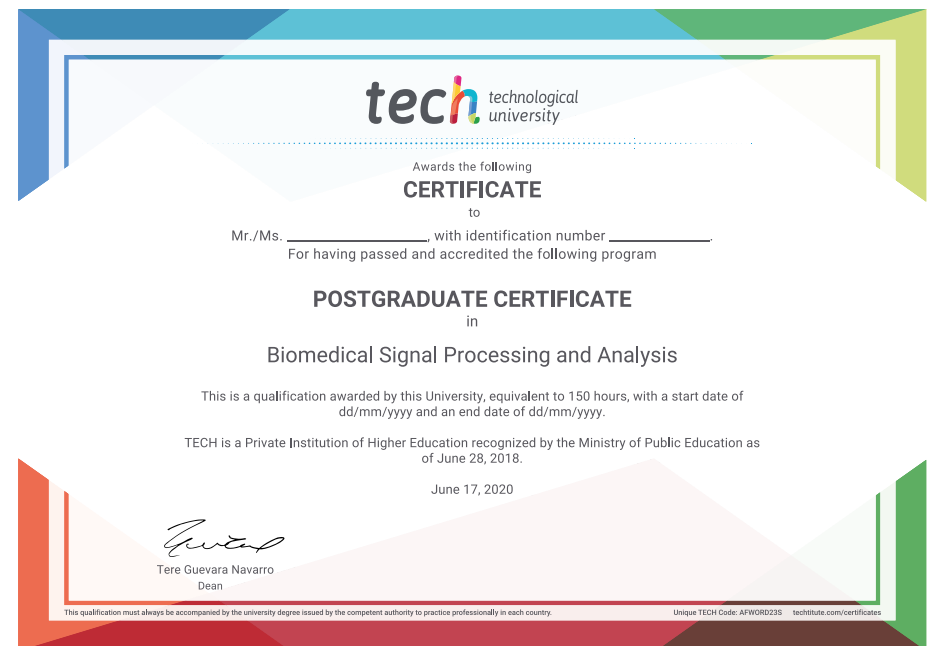 tech technological
university
Awards the following
CERTIFICATE
to
Mr./Ms. ____________, with identification number ____________.
For having passed and accredited the following program
POSTGRADUATE CERTIFICATE
in
Biomedical Signal Processing and Analysis
This is a qualification awarded by this University, equivalent to 150 hours, with a start date of
dd/mm/yyyy and an end date of dd/mm/yyyy.
TECH is a Private Institution of Higher Education recognized by the Ministry of Public Education as
of June 28, 2018.
June 17, 2020
Tere Guevara Navarro
Dean
This qualification must always be accompanied by the university degree issued by the competent authority to practice professionally in each country.
Unique TECH Code: AFWORD23S techtitute.com/certificates